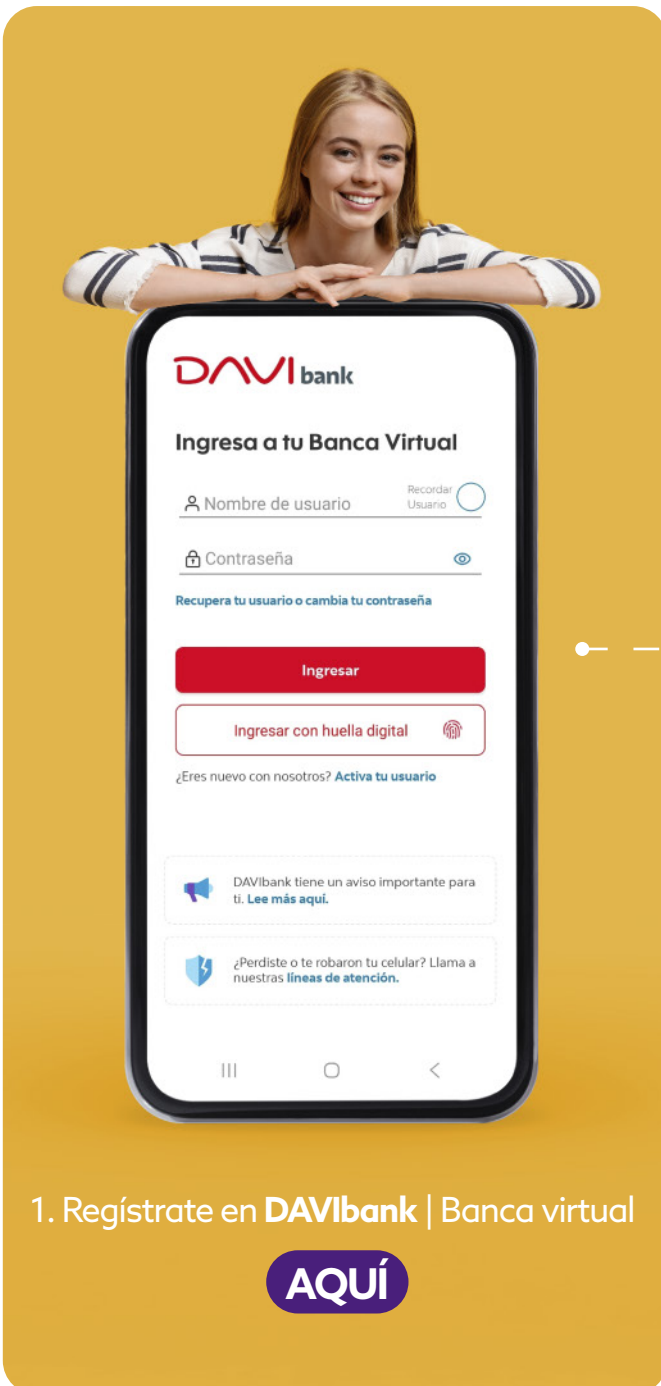 DAVIbank
Ingresa a tu Banca Virtual
Nombre de usuario
Recordar
Usuario
Contraseña
Recupera tu usuario o cambia tu contraseña
Ingresar
Ingresar con huella digital
¿Eres nuevo con nosotros? Activa tu usuario
DAVIbank tiene un aviso importante para
ti. Lee más aquí.
¿Perdiste o te robaron tu celular? Llama a
nuestras líneas de atención.
1. Regístrate en DAVIbank | Banca virtual
AQUÍ